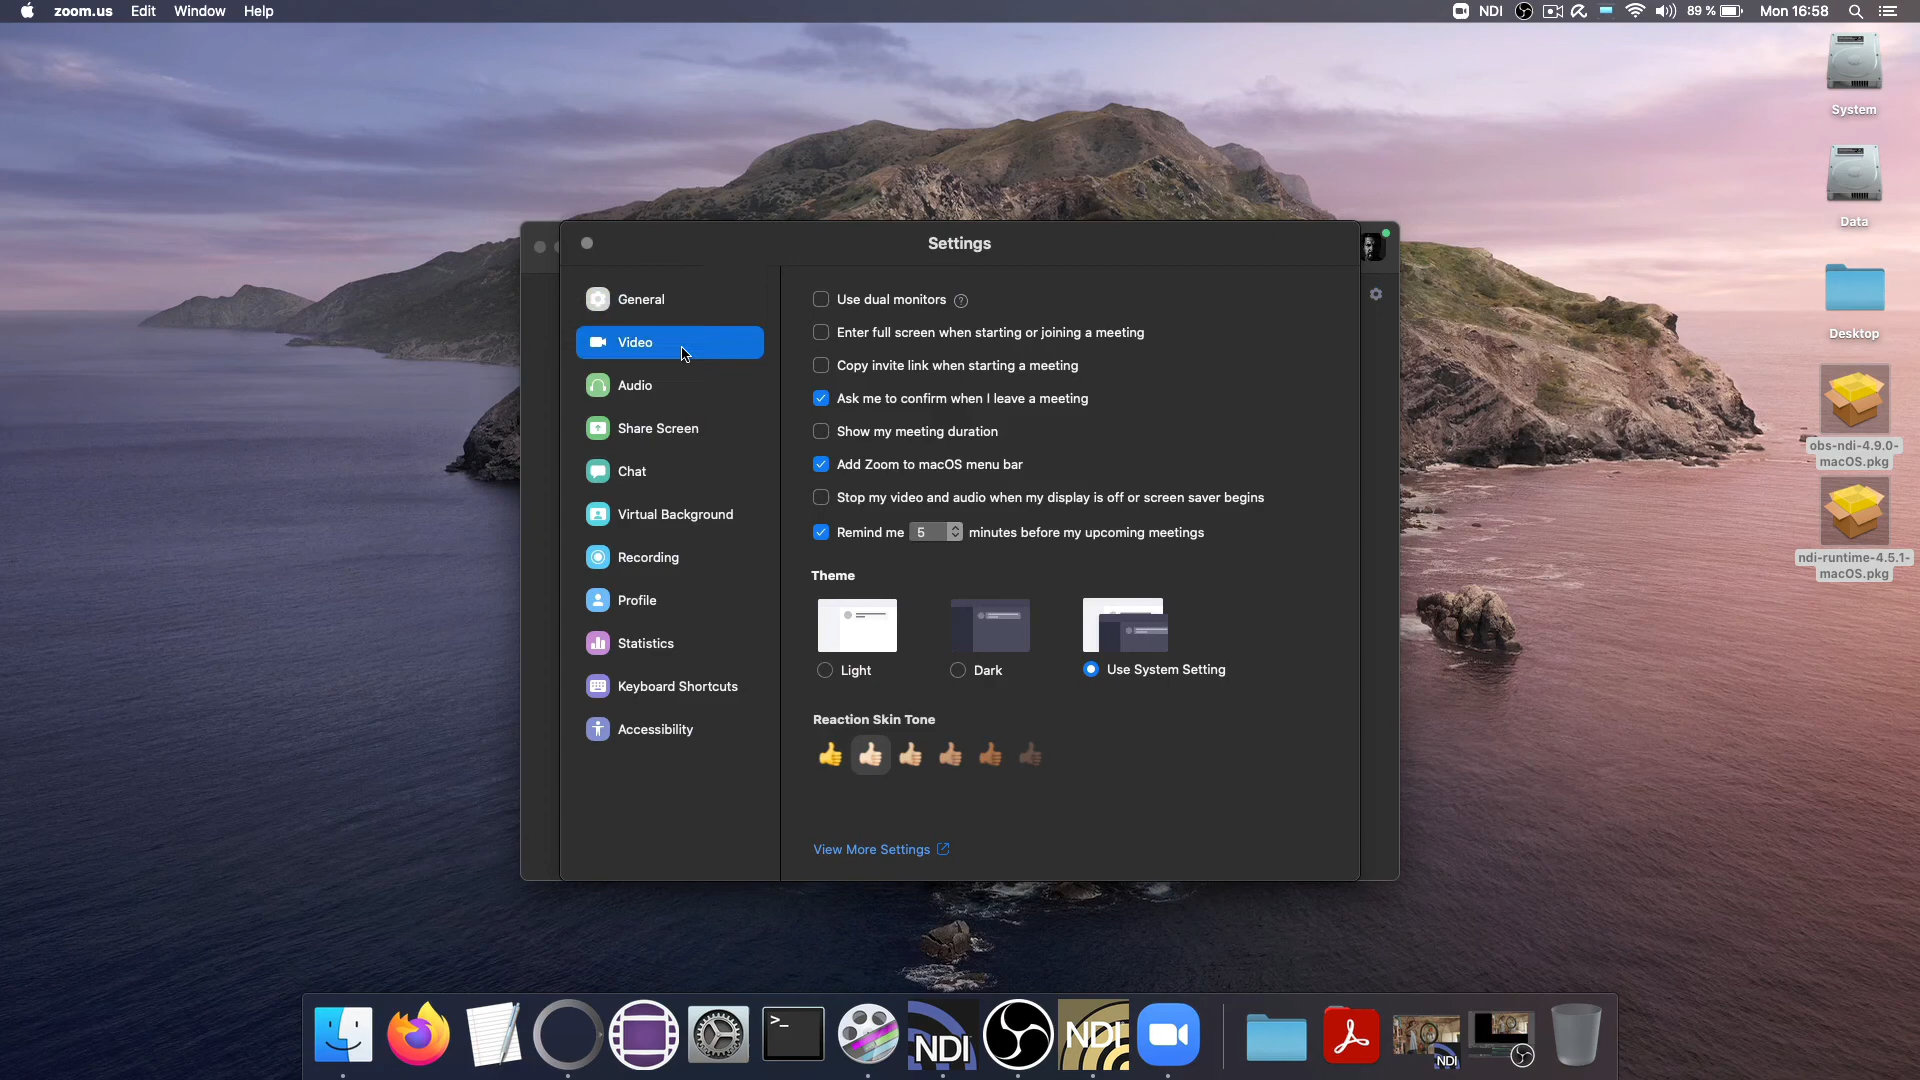 zoom.us Edit Window Help
NDI 89 % Mon 16:58
System
Data
Desktop
obs-ndi-4.9.0-
macOS.pkg
ndi-runtime-4.5.1-
macOS.pkg
Settings
General
Video
Audio
Share Screen
Chat
Virtual Background
Recording
Profile
Statistics
Keyboard Shortcuts
Accessibility
Use dual monitors ?
Enter full screen when starting or joining a meeting
Copy invite link when starting a meeting
Ask me to confirm when I leave a meeting
Show my meeting duration
Add Zoom to macOS menu bar
Stop my video and audio when my display is off or screen saver begins
Remind me 5 minutes before my upcoming meetings
Theme
Light Dark Use System Setting
Reaction Skin Tone
View More Settings
>_
NDI
NDI
NDI